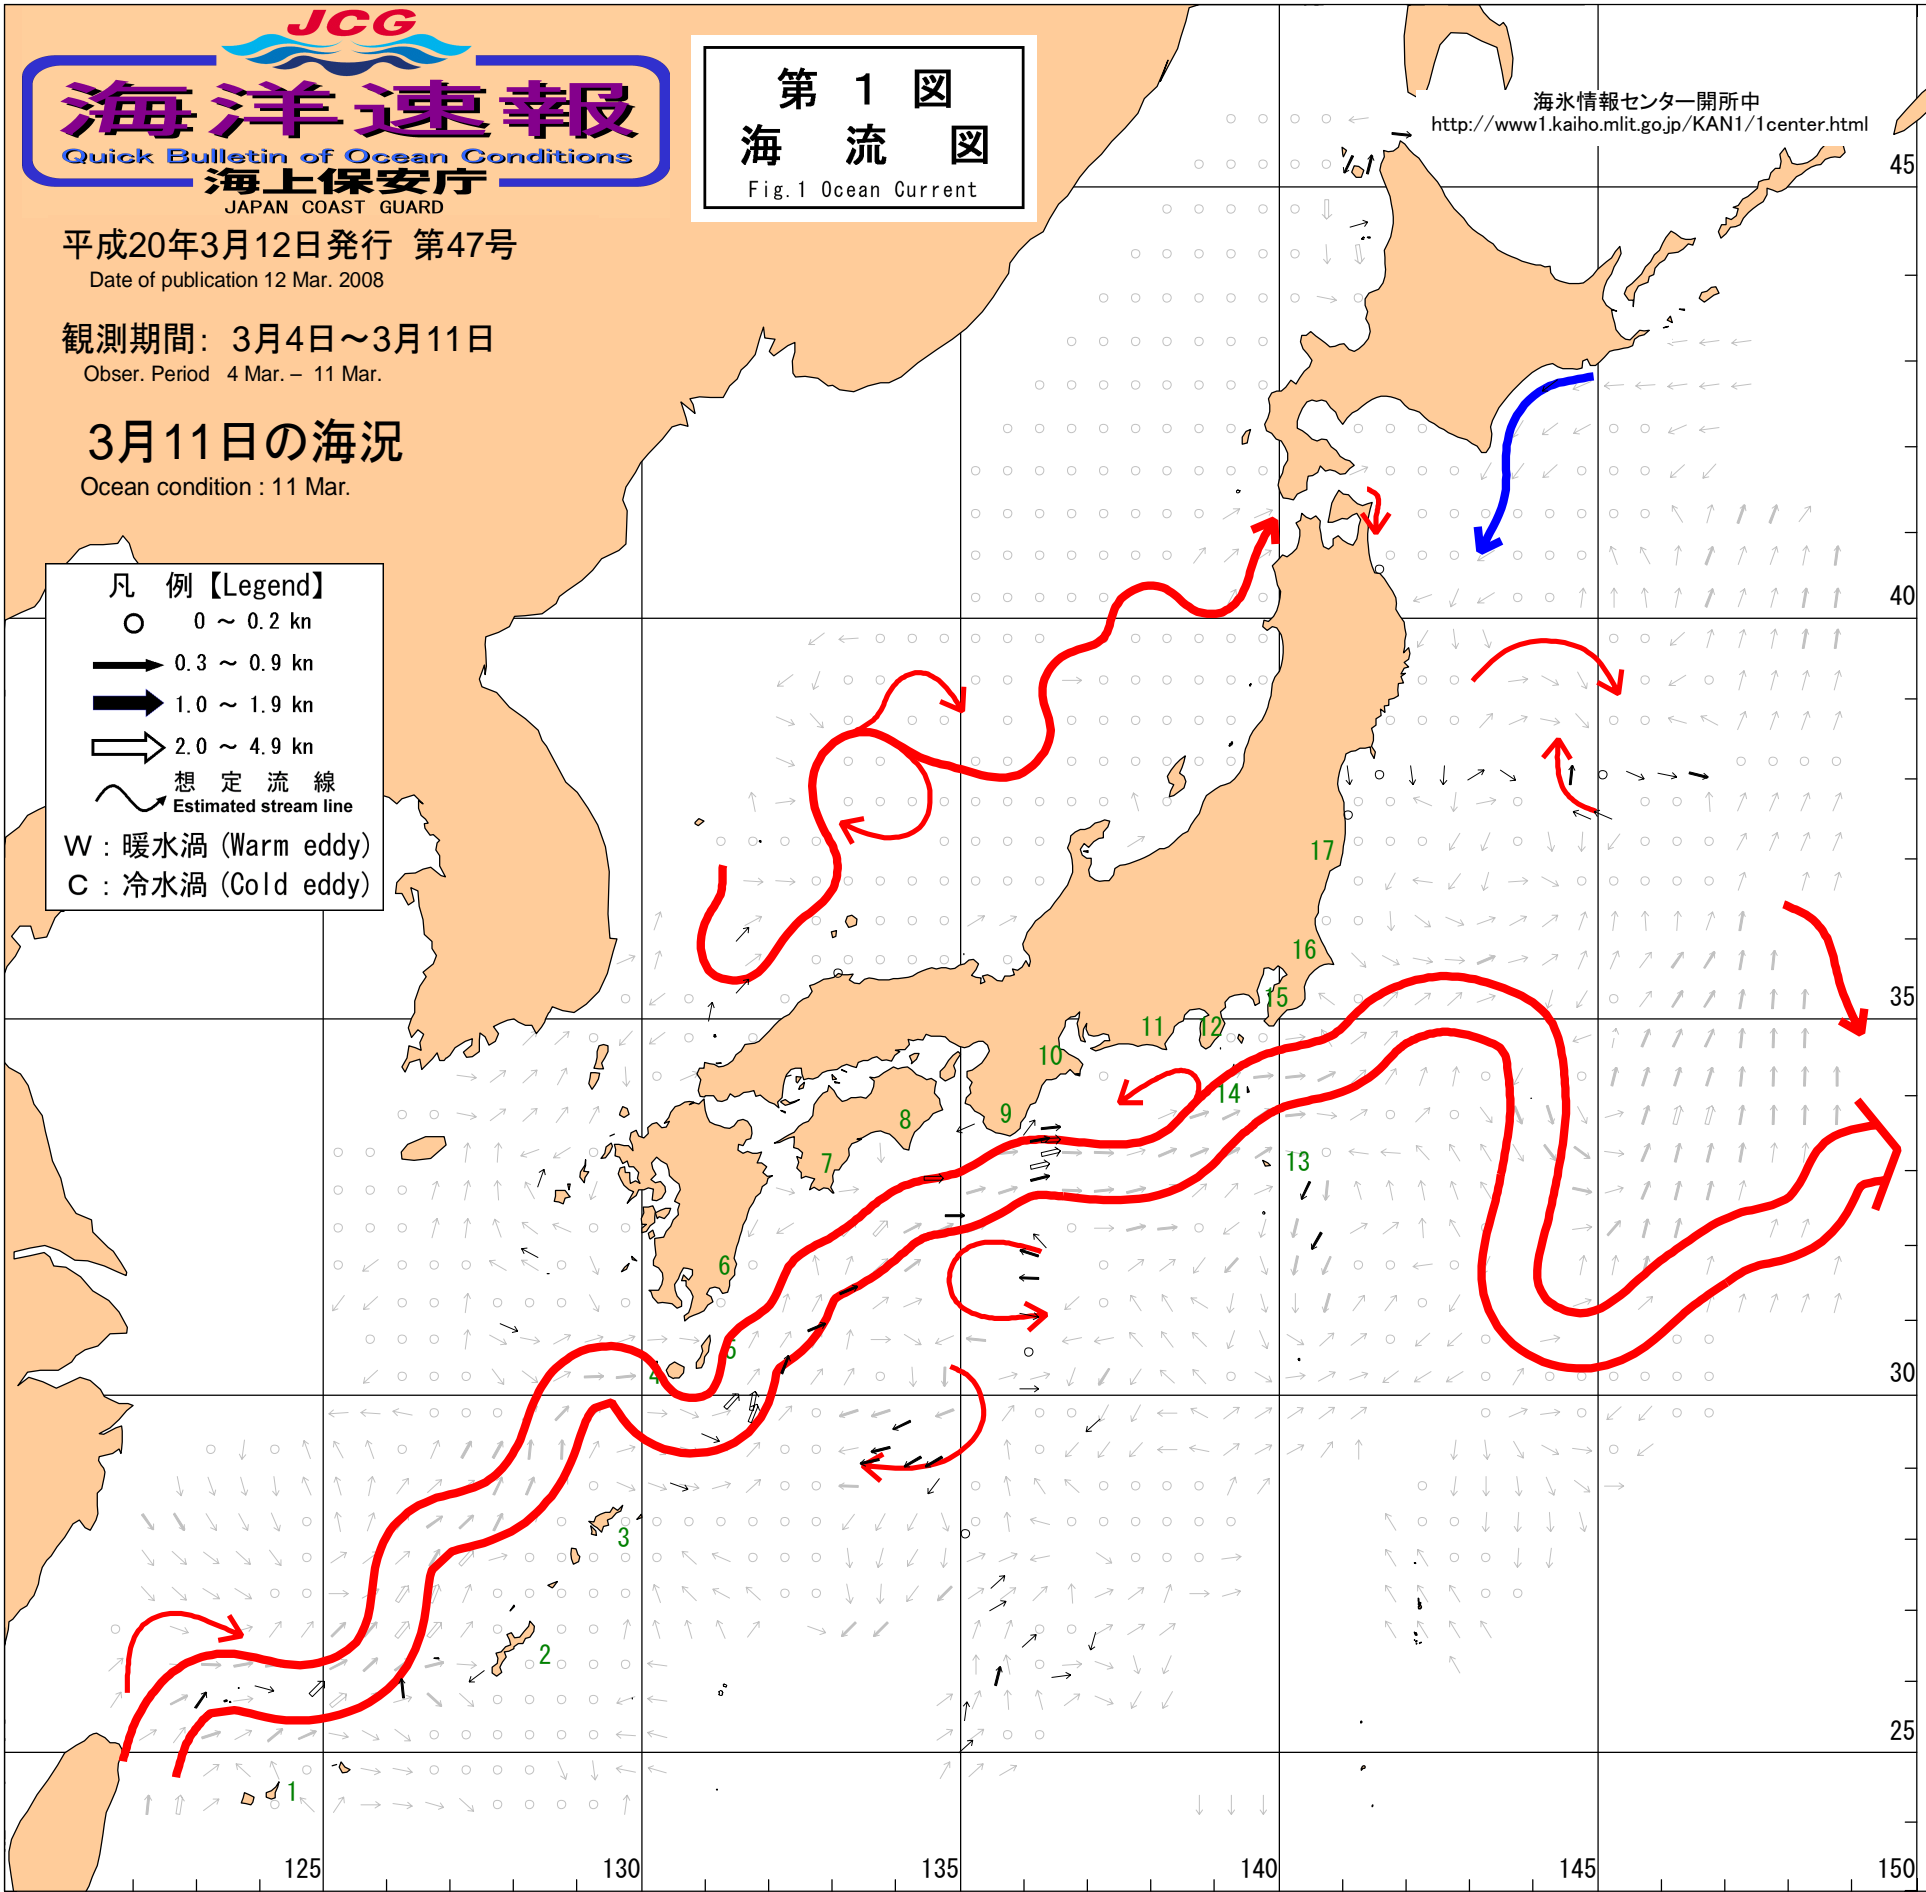 JCG
海洋速報
Quick Bulletin of Ocean Conditions
海上保安庁
JAPAN COAST GUARD
平成20年3月12日発行 第47号
Date of publication 12 Mar. 2008
観測期間: 3月4日～3月11日
Obser. Period 4 Mar. – 11 Mar.
3月11日の海況
Ocean condition : 11 Mar.
第 1 図
海 流 図
Fig.1 Ocean Current
海氷情報センター開所中
http://www1.kaiho.mlit.go.jp/KAN1/1center.html
凡 例【Legend】
0 ～ 0.2 kn
0.3 ～ 0.9 kn
1.0 ～ 1.9 kn
2.0 ～ 4.9 kn
想 定 流 線
Estimated stream line
W : 暖水渦 (Warm eddy)
C : 冷水渦 (Cold eddy)
45
40
35
30
25
17
16
15
12
11
10
14
9
8
7
13
6
5
4
3
2
1
125
130
135
140
145
150